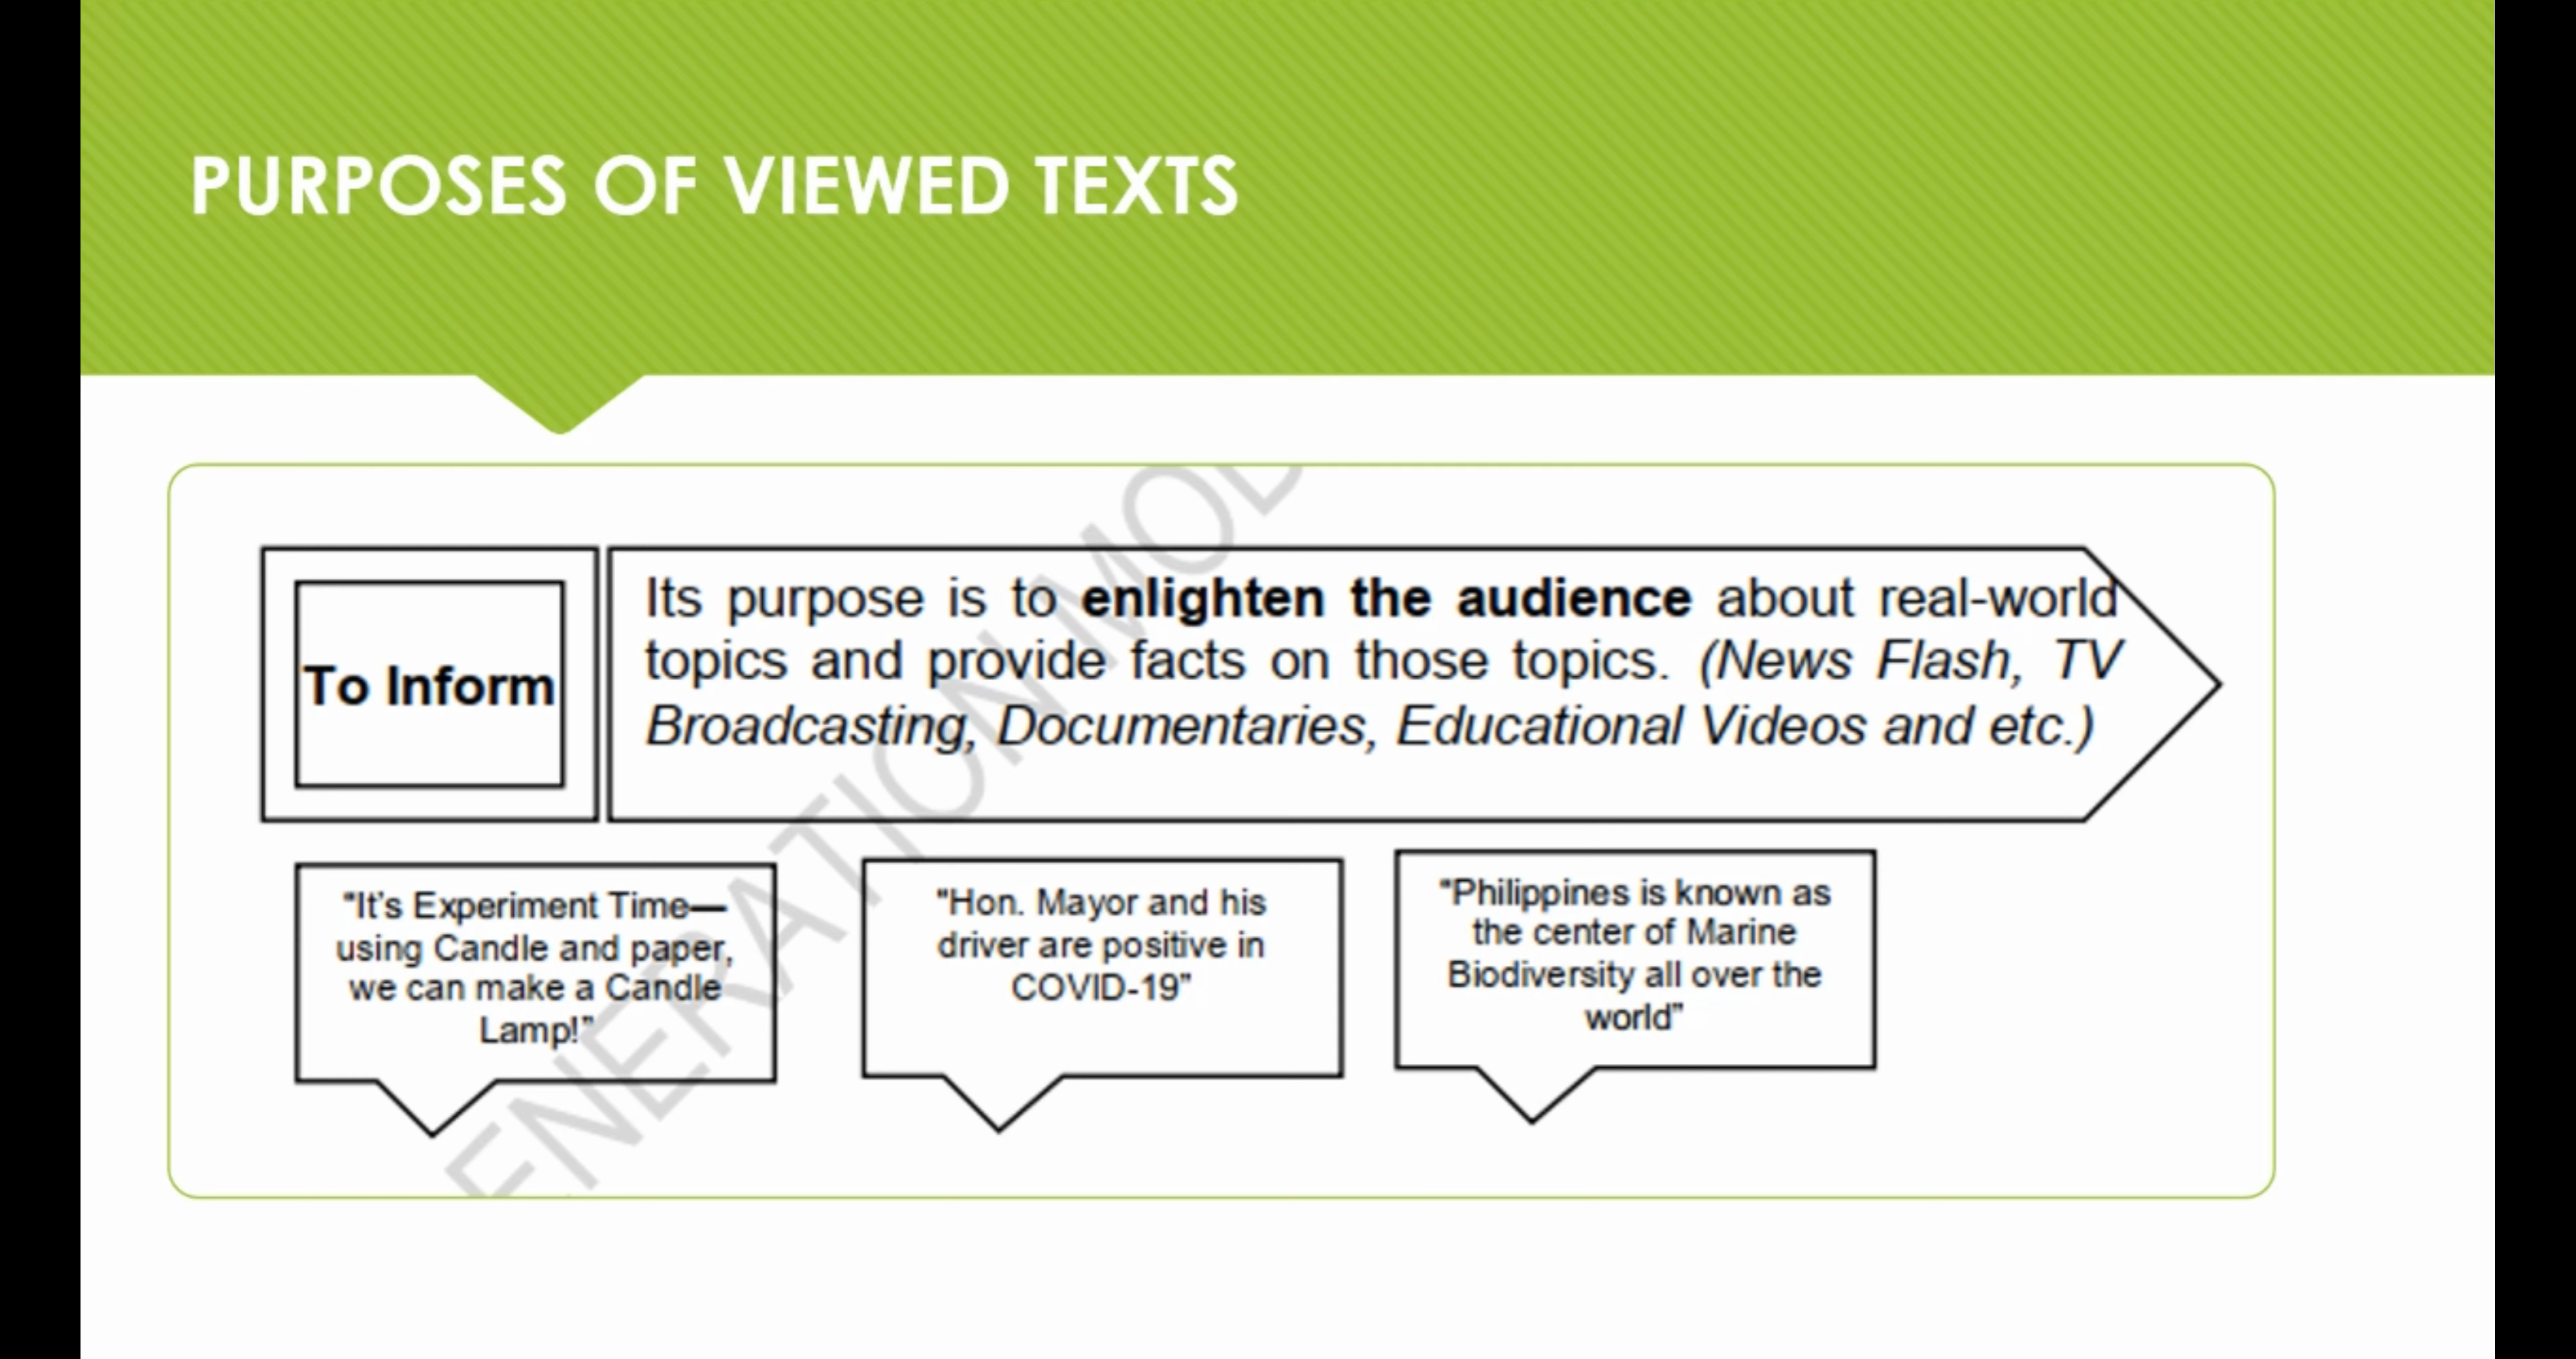 PURPOSES OF VIEWED TEXTS
To Inform
Its purpose is to enlighten the audience about real-world
topics and provide facts on those topics. (News Flash, TV
Broadcasting, Documentaries, Educational Videos and etc.)
"It's Experiment Time—
using Candle and paper,
we can make a Candle
Lamp!"
"Hon. Mayor and his
driver are positive in
COVID-19"
"Philippines is known as
the center of Marine
Biodiversity all over the
world"